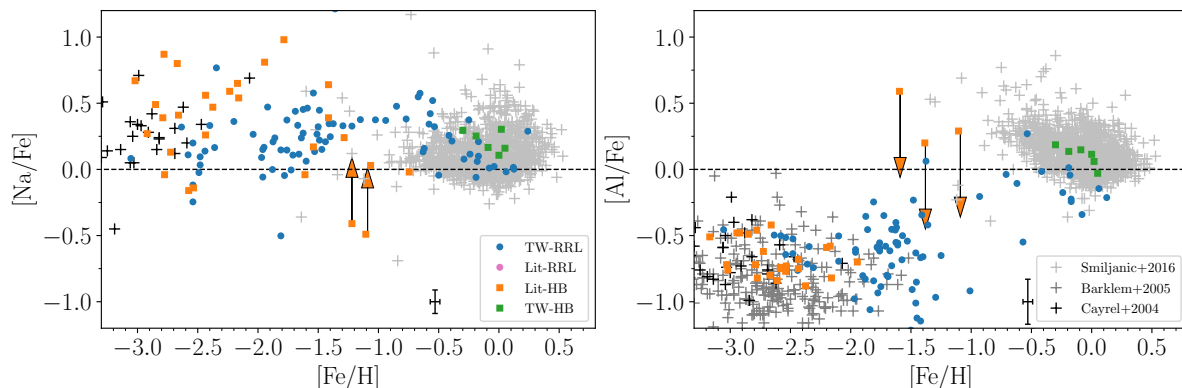 1.0
0.5
0.0
−0.5
−1.0
[Na/Fe]
−3.0 −2.5 −2.0 −1.5 −1.0 −0.5 0.0 0.5
[Fe/H]
TW-RRL
Lit-RRL
Lit-HB
TW-HB
1.0
0.5
0.0
−0.5
−1.0
[Al/Fe]
−3.0 −2.5 −2.0 −1.5 −1.0 −0.5 0.0 0.5
[Fe/H]
Smiljanic+2016
Barklem+2005
Cayrel+2004